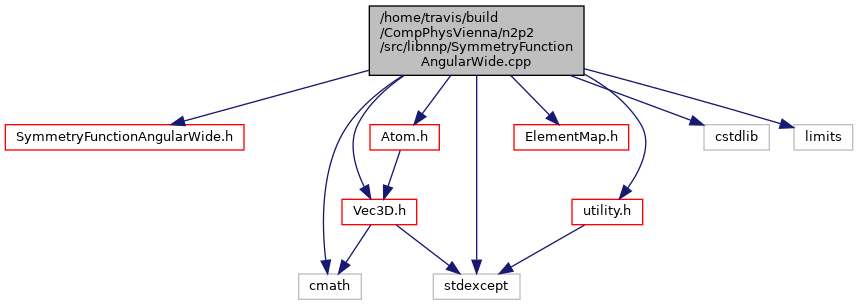 /home/travis/build
/CompPhysVienna/n2p2
/src/libnnp/SymmetryFunction
AngularWide.cpp
SymmetryFunctionAngularWide.h
Atom.h
ElementMap.h
cstdlib
limits
Vec3D.h
utility.h
cmath
stdexcept